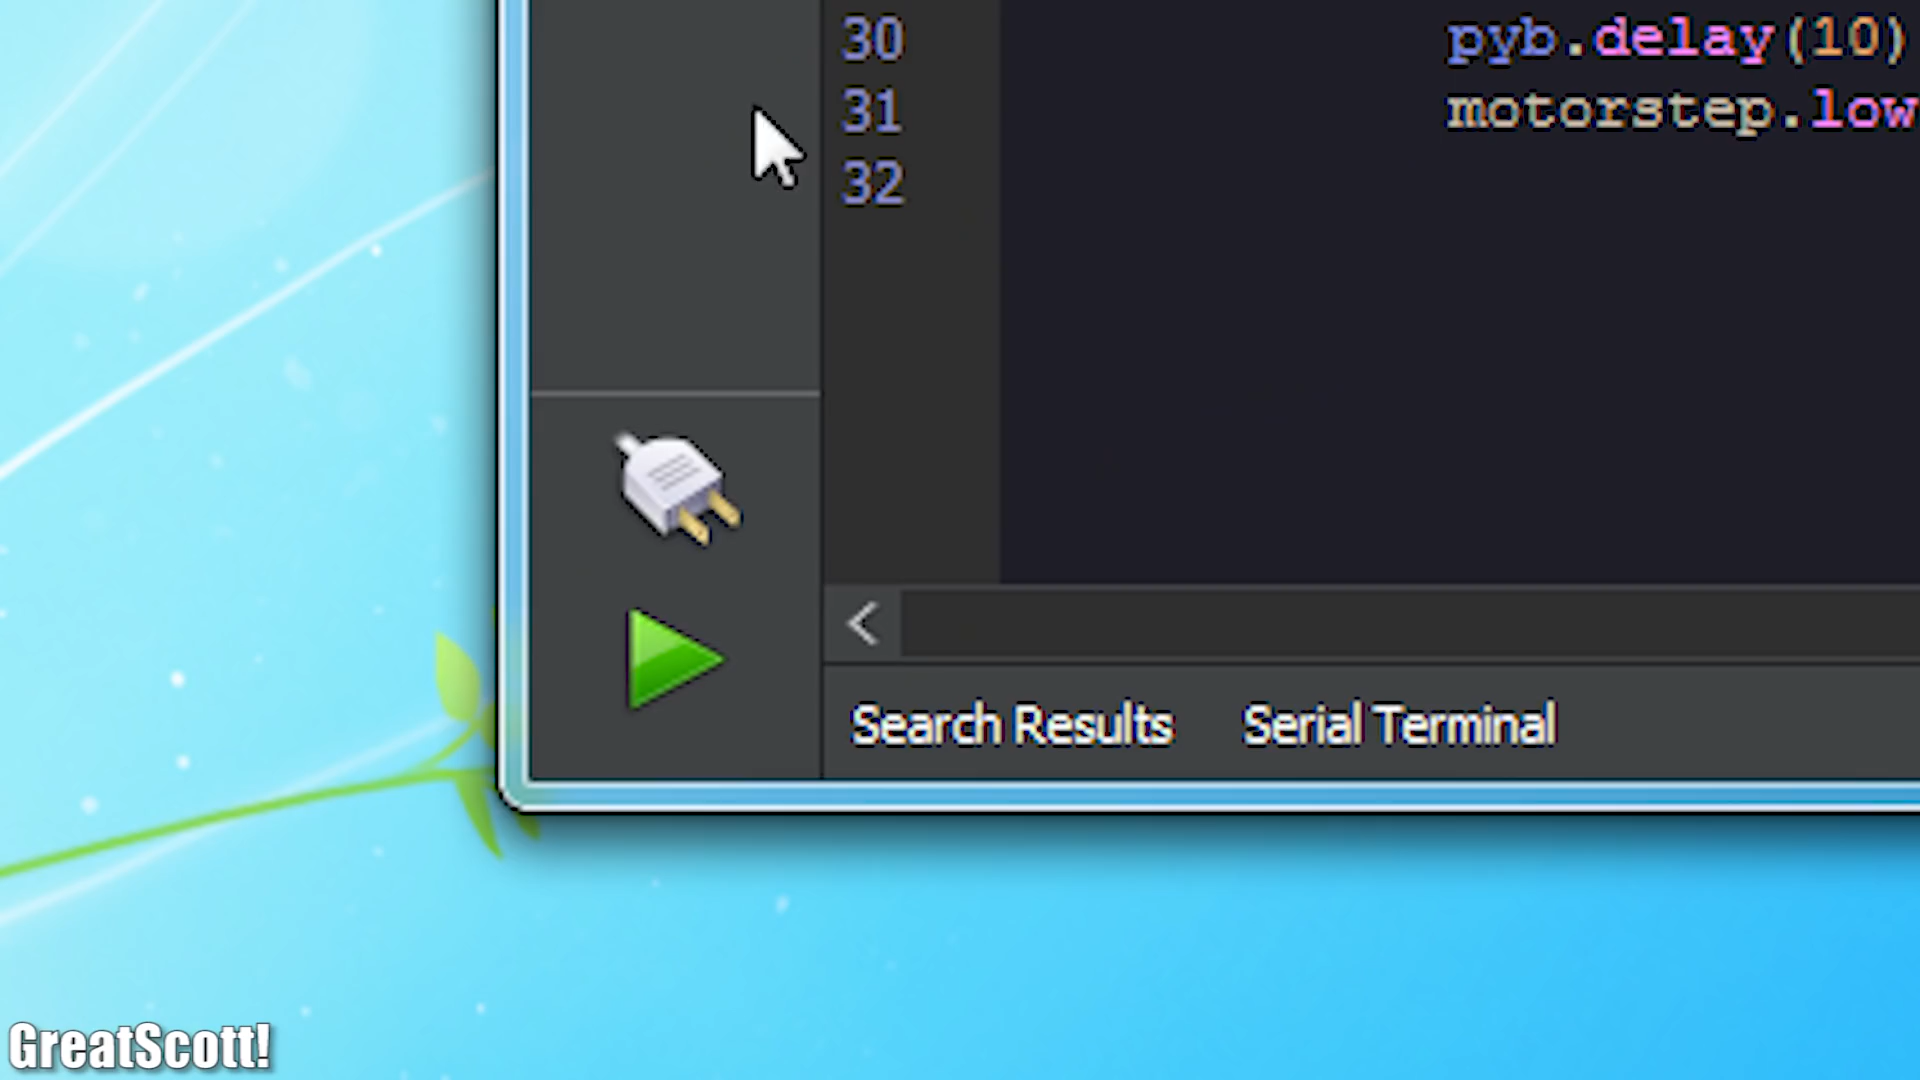 30 pyb.delay(10)
31 motorstep.low
32
Search Results Serial Terminal
GreatScott!